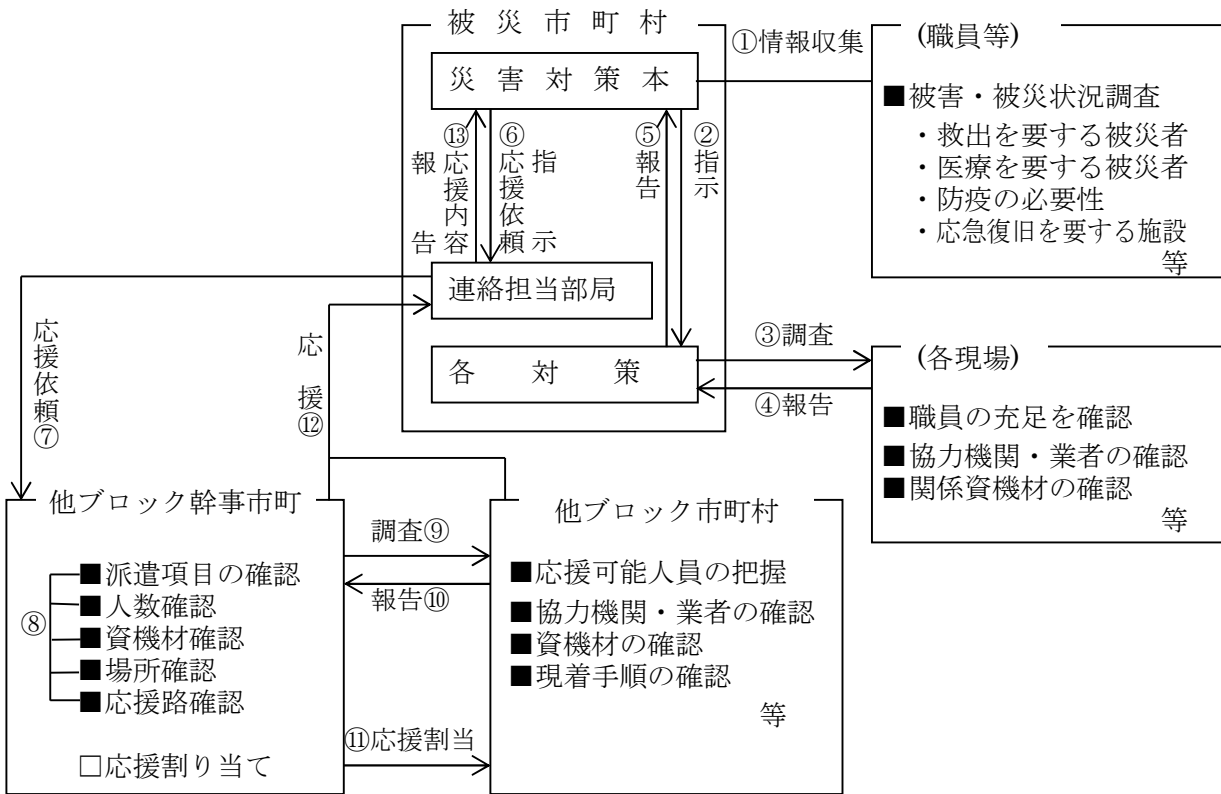 被災市町村
災害対策本
①情報収集
(職員等)
■被害・被災状況調査
・救出を要する被災者
・医療を要する被災者
・防疫の必要性
・応急復旧を要する施設
等
⑬応援内容
報告
⑥応援依頼
指示
⑤報告
②指示
連絡担当部局
各対策
③調査
④報告
(各現場)
■職員の充足を確認
■協力機関・業者の確認
■関係資機材の確認
等
応援依頼⑦
応援⑫
他ブロック幹事市町
⑧
■派遣項目の確認
■人数確認
■資機材確認
■場所確認
■応援路確認
□応援割り当て
調査⑨
報告⑩
⑪応援割当
他ブロック市町村
■応援可能人員の把握
■協力機関・業者の確認
■資機材の確認
■現着手順の確認
等